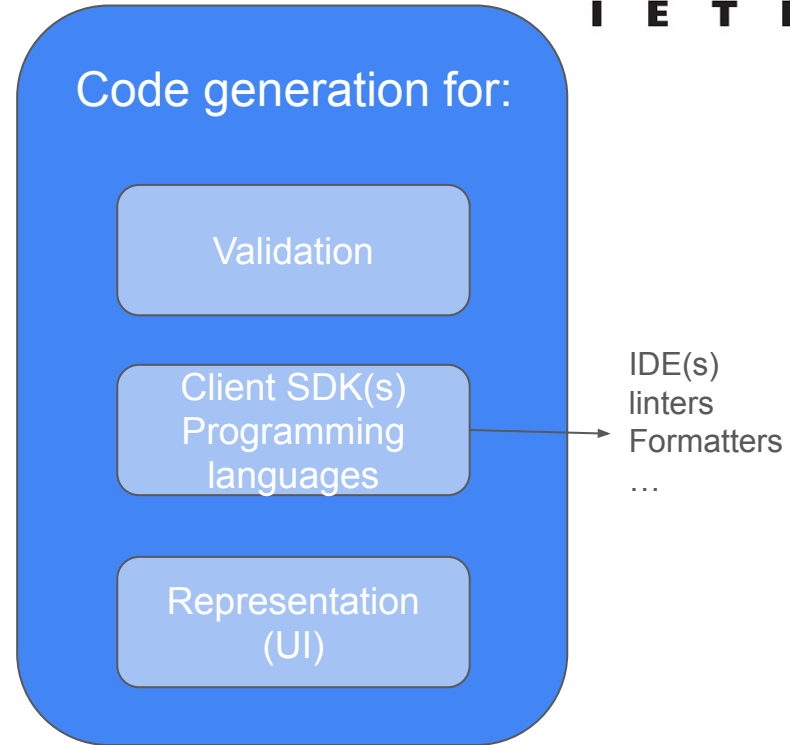 I E T F
Code generation for:
Validation
Client SDK(s)
Programming
languages
IDE(s)
linters
Formatters
…
Representation
(UI)